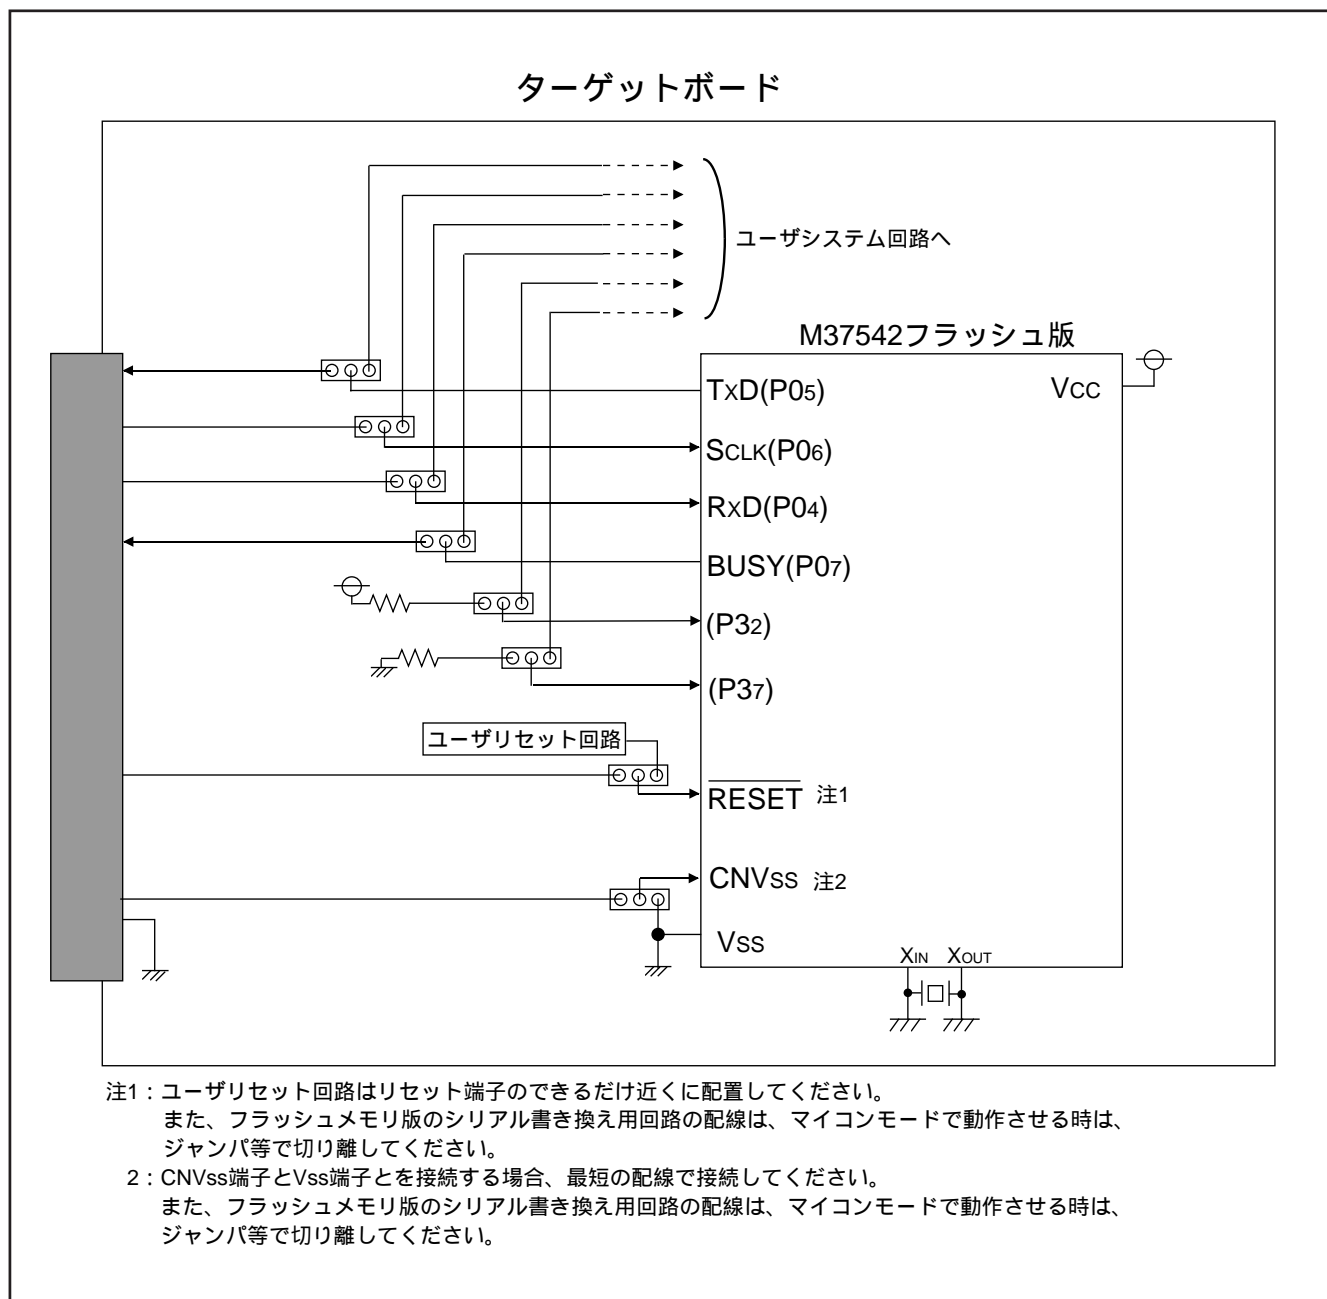 ターゲットボード
ユーザシステム回路へ
M37542フラッシュ版
TXD(P05)
VCC
SCLK(P06)
RXD(P04)
BUSY(P07)
(P32)
(P37)
ユーザリセット回路
RESET 注1
CNVSS 注2
VSS
XIN XOUT
注1：ユーザリセット回路はリセット端子のできるだけ近くに配置してください。
また、フラッシュメモリ版のシリアル書き換え用回路の配線は、マイコンモードで動作させる時は、
ジャンパ等で切り離してください。
2：CNVss端子とVss端子とを接続する場合、最短の配線で接続してください。
また、フラッシュメモリ版のシリアル書き換え用回路の配線は、マイコンモードで動作させる時は、
ジャンパ等で切り離してください。